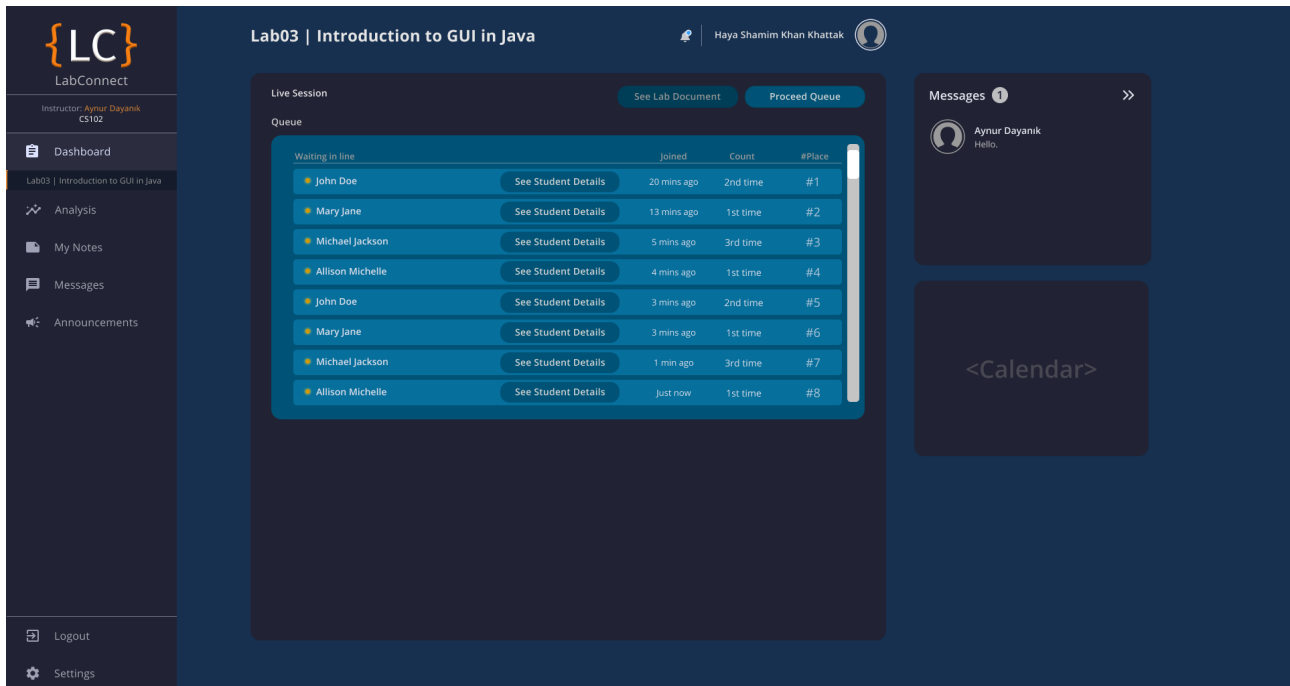 {LC}
LabConnect
Instructor: Aynur Dayanık
CS102
Dashboard
Lab03 | Introduction to GUI in Java
Analysis
My Notes
Messages
Announcements
Logout
Settings
Lab03 | Introduction to GUI in Java
Haya Shamim Khan Khattak
Live Session
See Lab Document
Proceed Queue
Queue
Waiting in line Joined Count #Place
John Doe See Student Details 20 mins ago 2nd time #1
Mary Jane See Student Details 13 mins ago 1st time #2
Michael Jackson See Student Details 5 mins ago 3rd time #3
Allison Michelle See Student Details 4 mins ago 1st time #4
John Doe See Student Details 3 mins ago 2nd time #5
Mary Jane See Student Details 3 mins ago 1st time #6
Michael Jackson See Student Details 1 min ago 3rd time #7
Allison Michelle See Student Details Just now 1st time #8
Messages 1
Aynur Dayanık
Hello.
<Calendar>